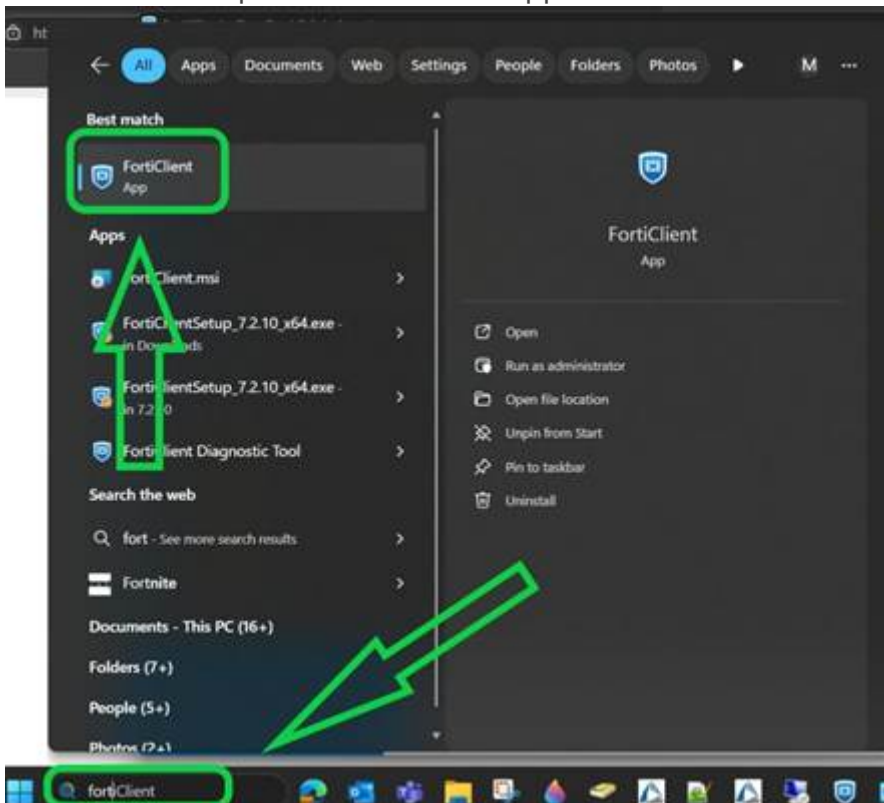 ht
All Apps Documents Web Settings People Folders Photos M ...
Best match
FortiClient
App
Apps
FortiClient.msi
FortiClientSetup_7.2.10_x64.exe -
in Downloads
FortiClientSetup_7.2.10_x64.exe -
in 7.2.10
FortiClient Diagnostic Tool
Search the web
fort - See more search results
Fortnite
Documents - This PC (16+)
Folders (7+)
People (5+)
Photos (2+)
FortiClient
App
Open
Run as administrator
Open file location
Unpin from Start
Pin to taskbar
Uninstall
fortiClient